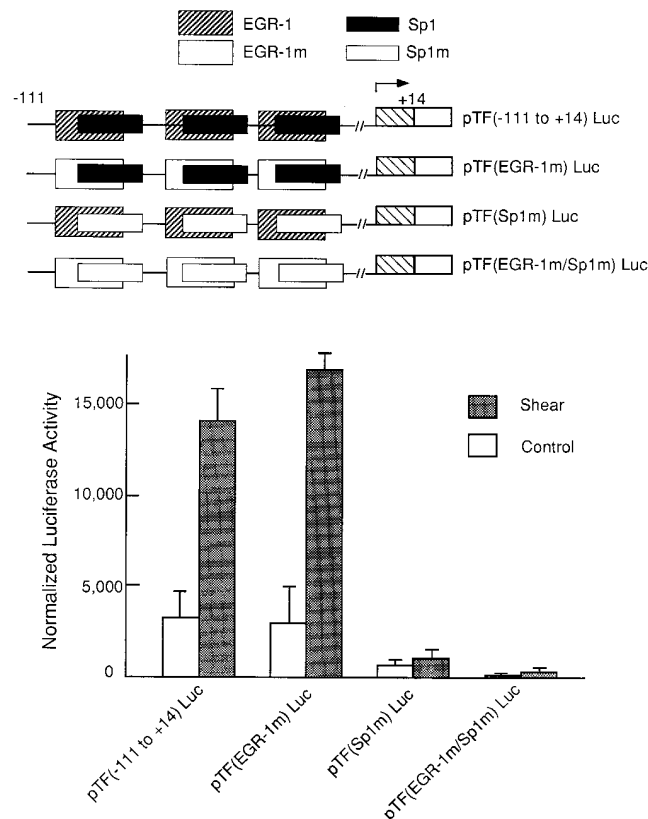 EGR-1
Sp1
EGR-1m
Sp1m
-111
+14
pTF(-111 to +14) Luc
pTF(EGR-1m) Luc
pTF(Sp1m) Luc
pTF(EGR-1m/Sp1m) Luc
//
//
//
//
Normalized Luciferase Activity
15,000
10,000
5,000
0
Shear
Control
pTF(-111 to +14) Luc
pTF(EGR-1m) Luc
pTF(Sp1m) Luc
pTF(EGR-1m/Sp1m) Luc